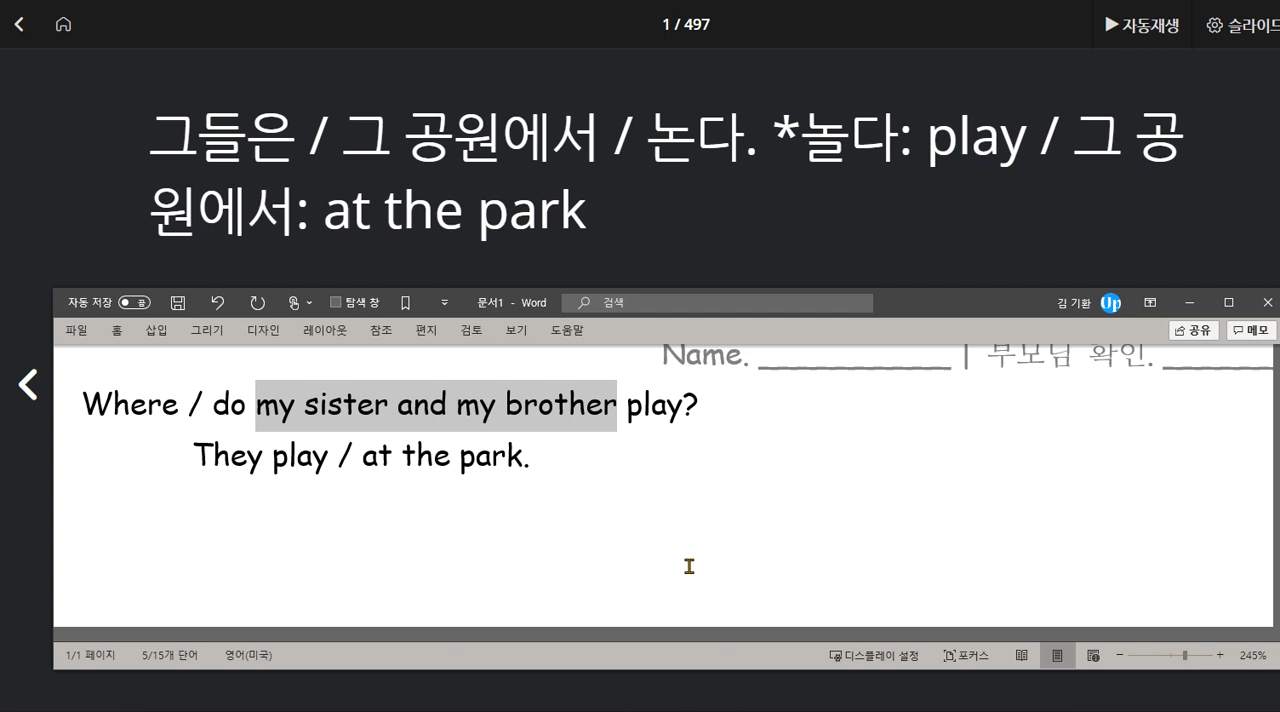 1 / 497
자동재생
슬라이드
그들은 / 그 공원에서 / 논다. *놀다: play / 그 공
원에서: at the park
자동 저장 끔 탐색 창 문서1 - Word 검색 김 기환 Up
파일 홈 삽입 그리기 디자인 레이아웃 참조 편지 검토 보기 도움말 공유 메모
Name. ____________ | 부모님 확인. _______
Where / do my sister and my brother play?
They play / at the park.
1/1 페이지 5/15개 단어 영어(미국) 디스플레이 설정 포커스 245%